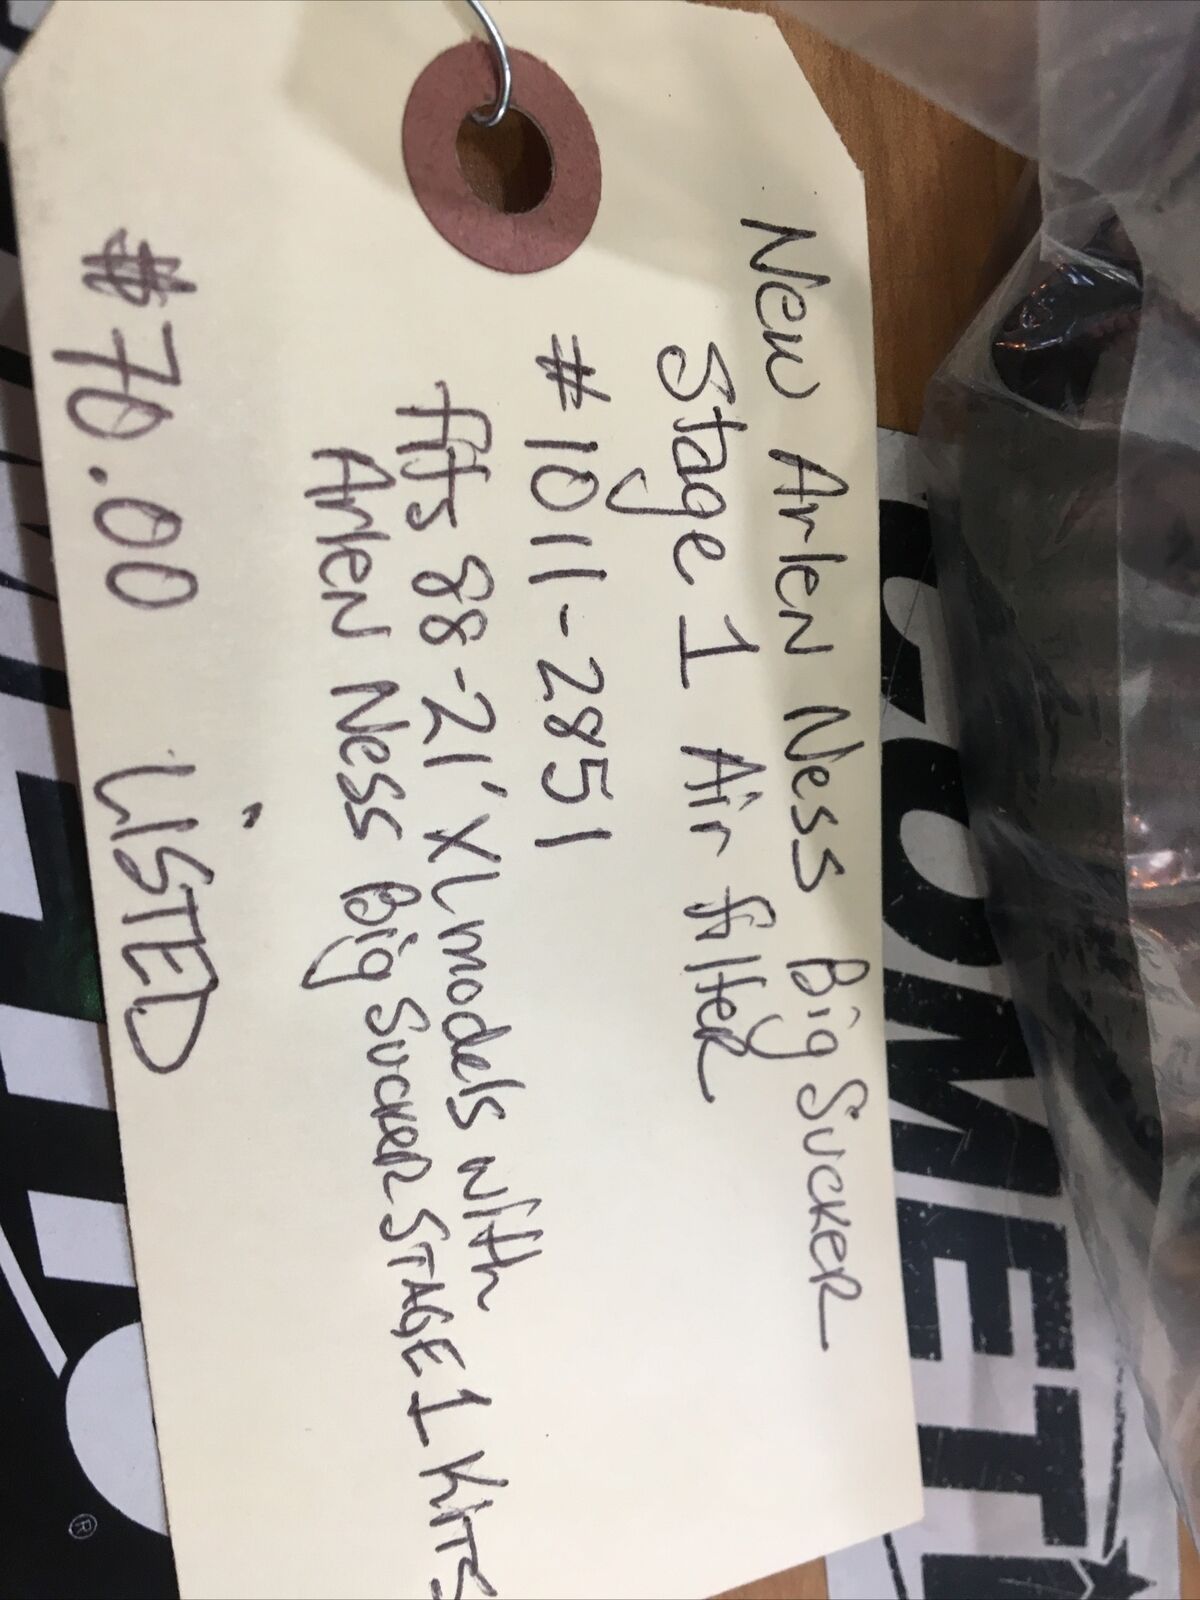 New Arlen Ness Big Sucker
Stage 1 Air filter
#1011-2851
fits 88-21' XL models with
Arlen Ness Big Sucker STAGE 1 Kits
#70.00 LISTED
COMETI
®